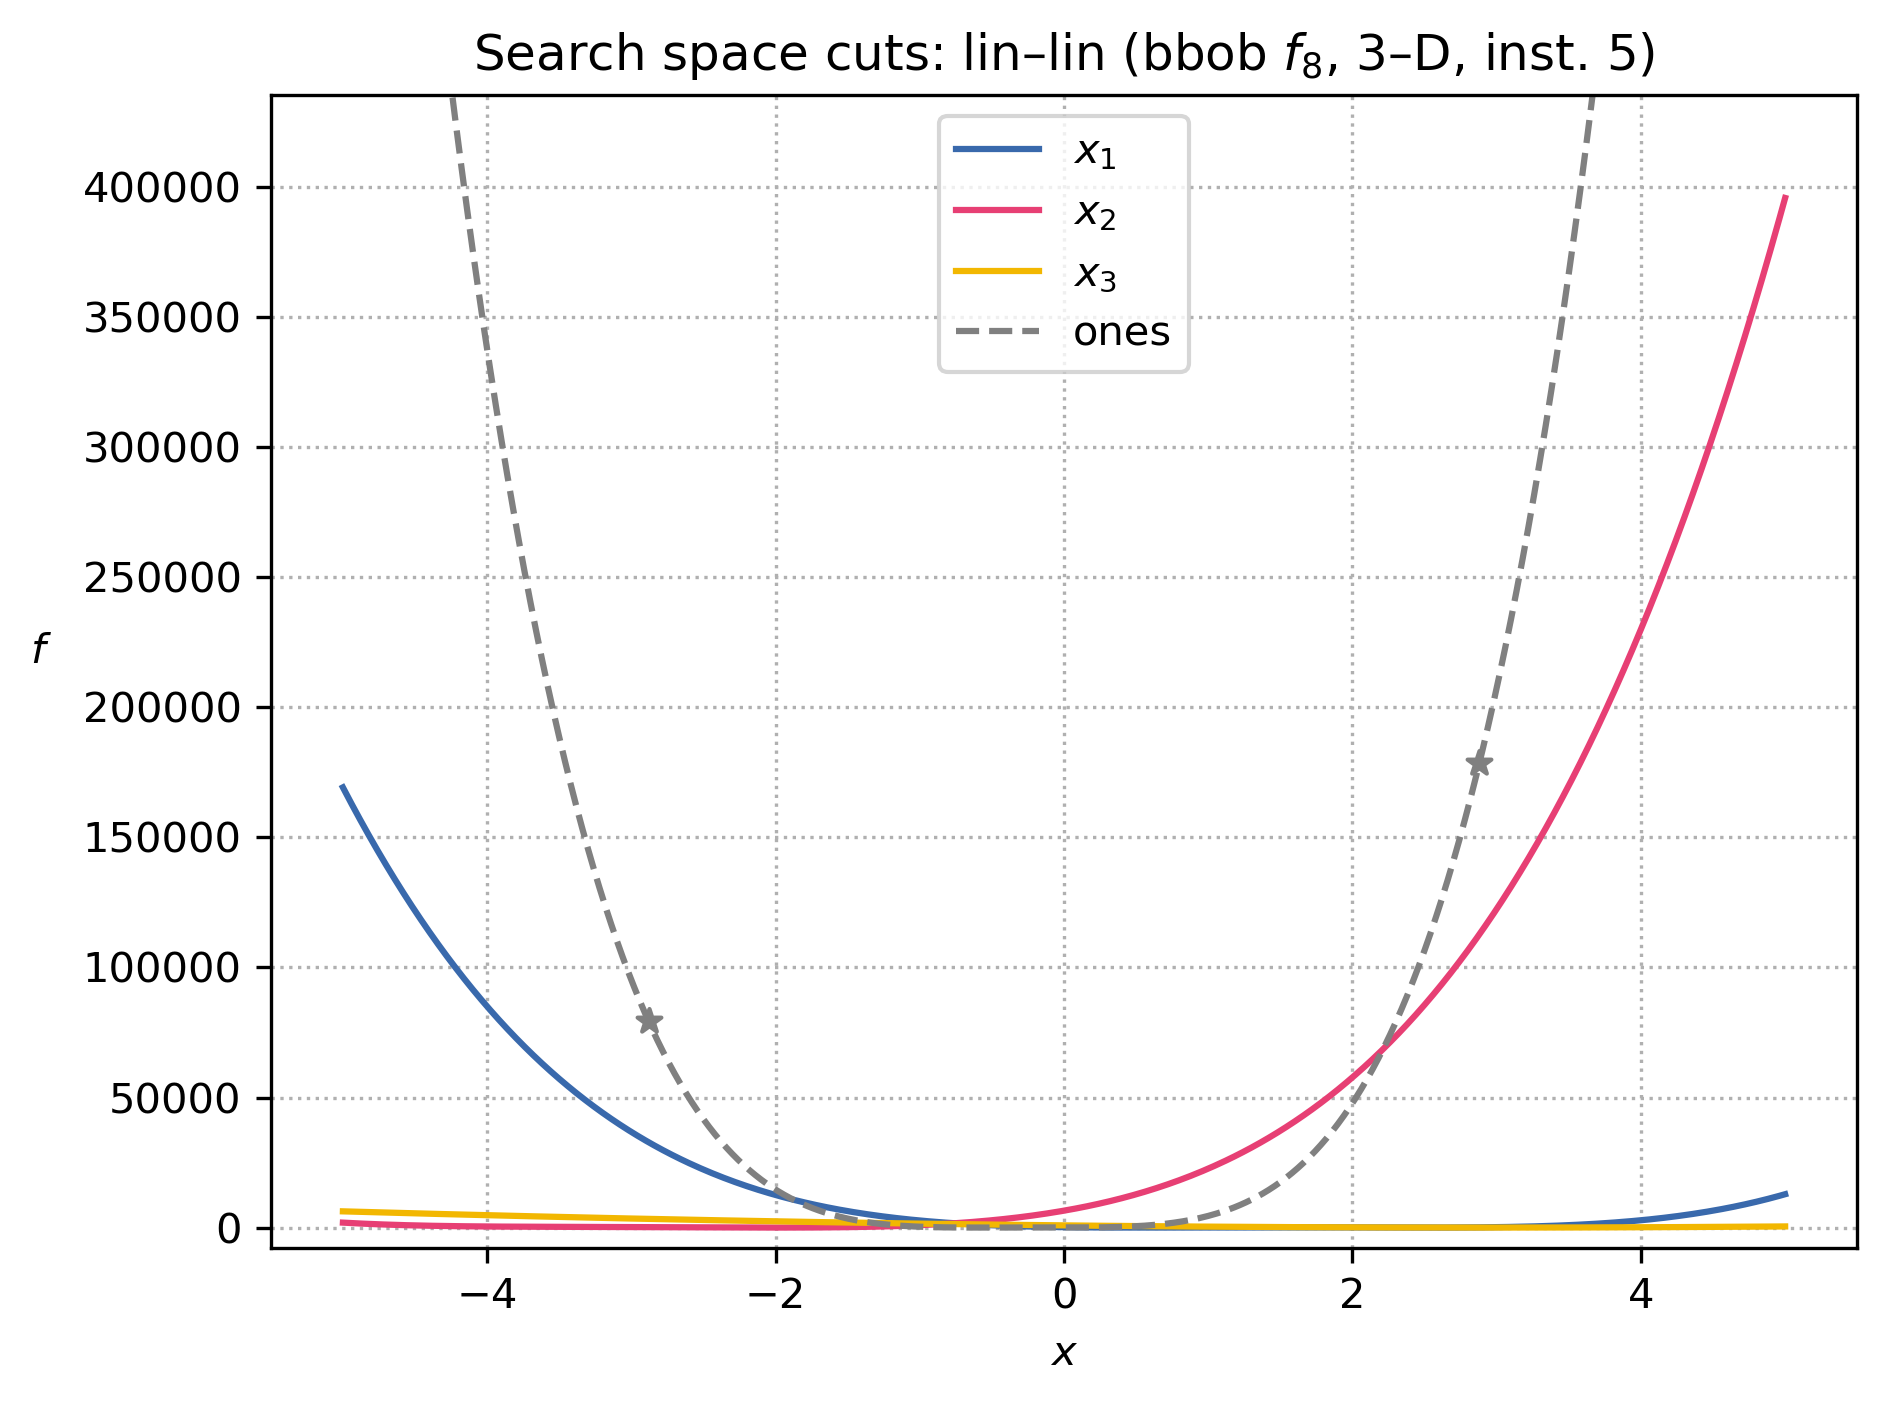 Search space cuts: lin–lin (bbob f₈, 3–D, inst. 5)
x₁
x₂
x₃
ones
400000
350000
300000
250000
200000
150000
100000
50000
0
f
−4
−2
0
2
4
x